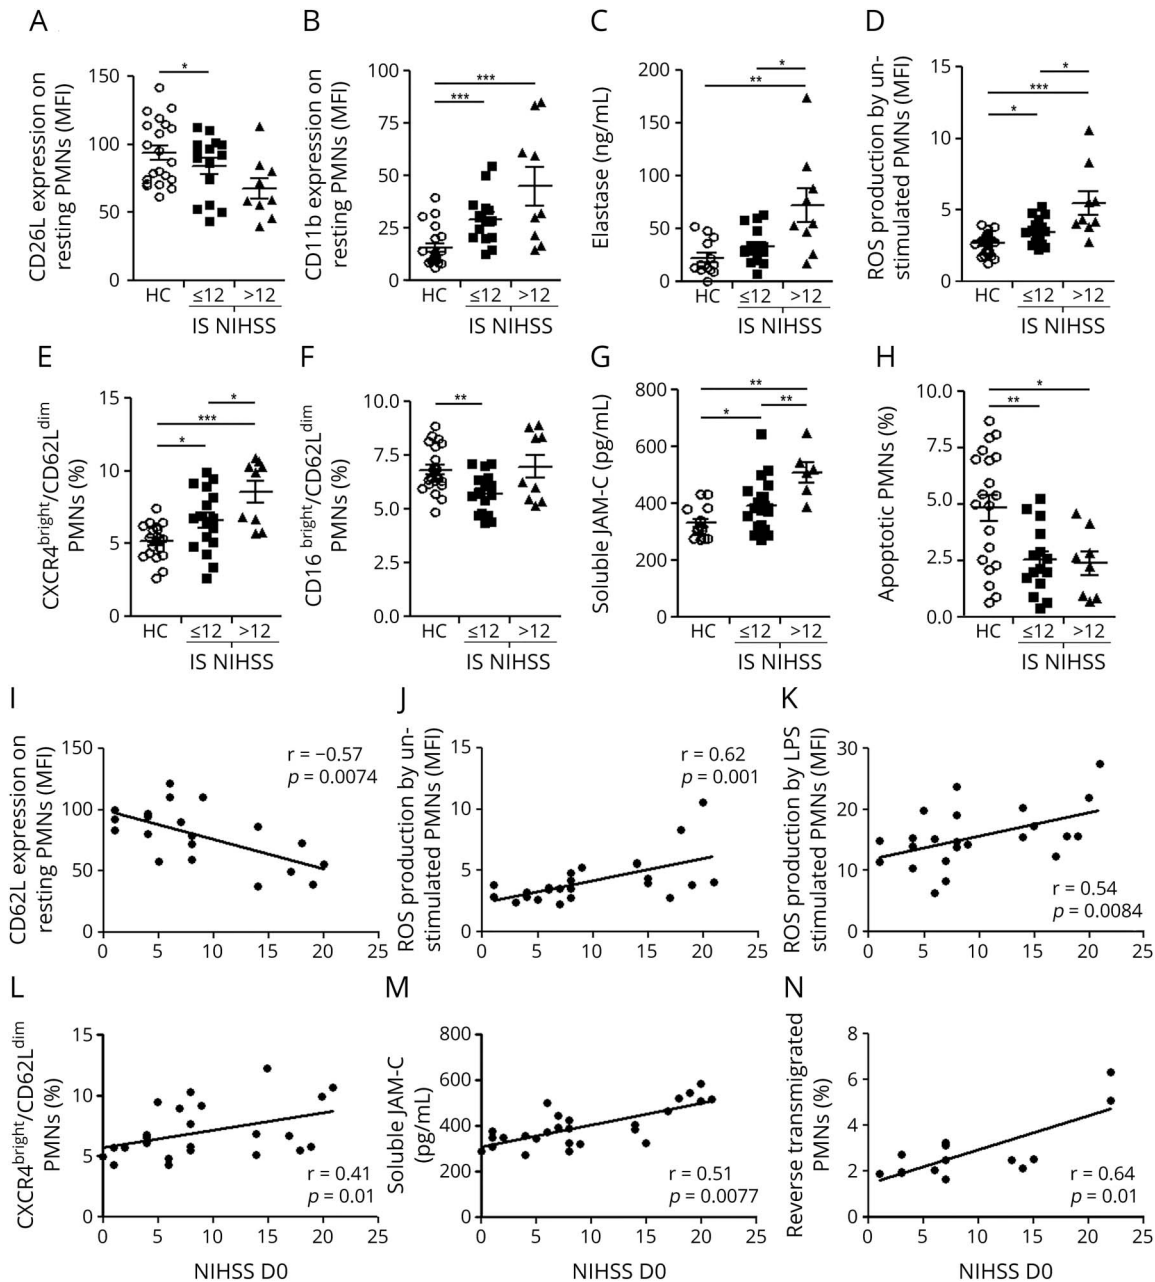 A
CD26L expression on
resting PMNs (MFI)
150
100
50
0
*
HC
≤12
>12
IS NIHSS
B
CD11b expression on
resting PMNs (MFI)
100
75
50
25
0
***
***
HC
≤12
>12
IS NIHSS
C
Elastase (ng/mL)
200
150
100
50
0
*
**
HC
≤12
>12
IS NIHSS
D
ROS production by un-
stimulated PMNs (MFI)
15
10
5
0
*
***
*
HC
≤12
>12
IS NIHSS
E
CXCR4bright/CD62Ldim
PMNs (%)
15
10
5
0
*
***
*
HC
≤12
>12
IS NIHSS
F
CD16 bright/CD62Ldim
PMNs (%)
10.0
7.5
5.0
2.5
0.0
**
HC
≤12
>12
IS NIHSS
G
Soluble JAM-C (pg/mL)
800
600
400
200
0
**
**
*
HC
≤12
>12
IS NIHSS
H
Apoptotic PMNs (%)
10.0
7.5
5.0
2.5
0.0
*
**
HC
≤12
>12
IS NIHSS
I
CD62L expression on
resting PMNs (MFI)
150
100
50
0
r = −0.57
p = 0.0074
0 5 10 15 20 25
J
ROS production by un-
stimulated PMNs (MFI)
15
10
5
0
r = 0.62
p = 0.001
0 5 10 15 20 25
K
ROS production by LPS
stimulated PMNs (MFI)
30
20
10
0
r = 0.54
p = 0.0084
0 5 10 15 20 25
L
CXCR4bright/CD62Ldim
PMNs (%)
15
10
5
0
r = 0.41
p = 0.01
0 5 10 15 20 25
NIHSS D0
M
Soluble JAM-C
(pg/mL)
800
600
400
200
0
r = 0.51
p = 0.0077
0 5 10 15 20 25
NIHSS D0
N
Reverse transmigrated
PMNs (%)
8
6
4
2
0
r = 0.64
p = 0.01
0 5 10 15 20 25
NIHSS D0